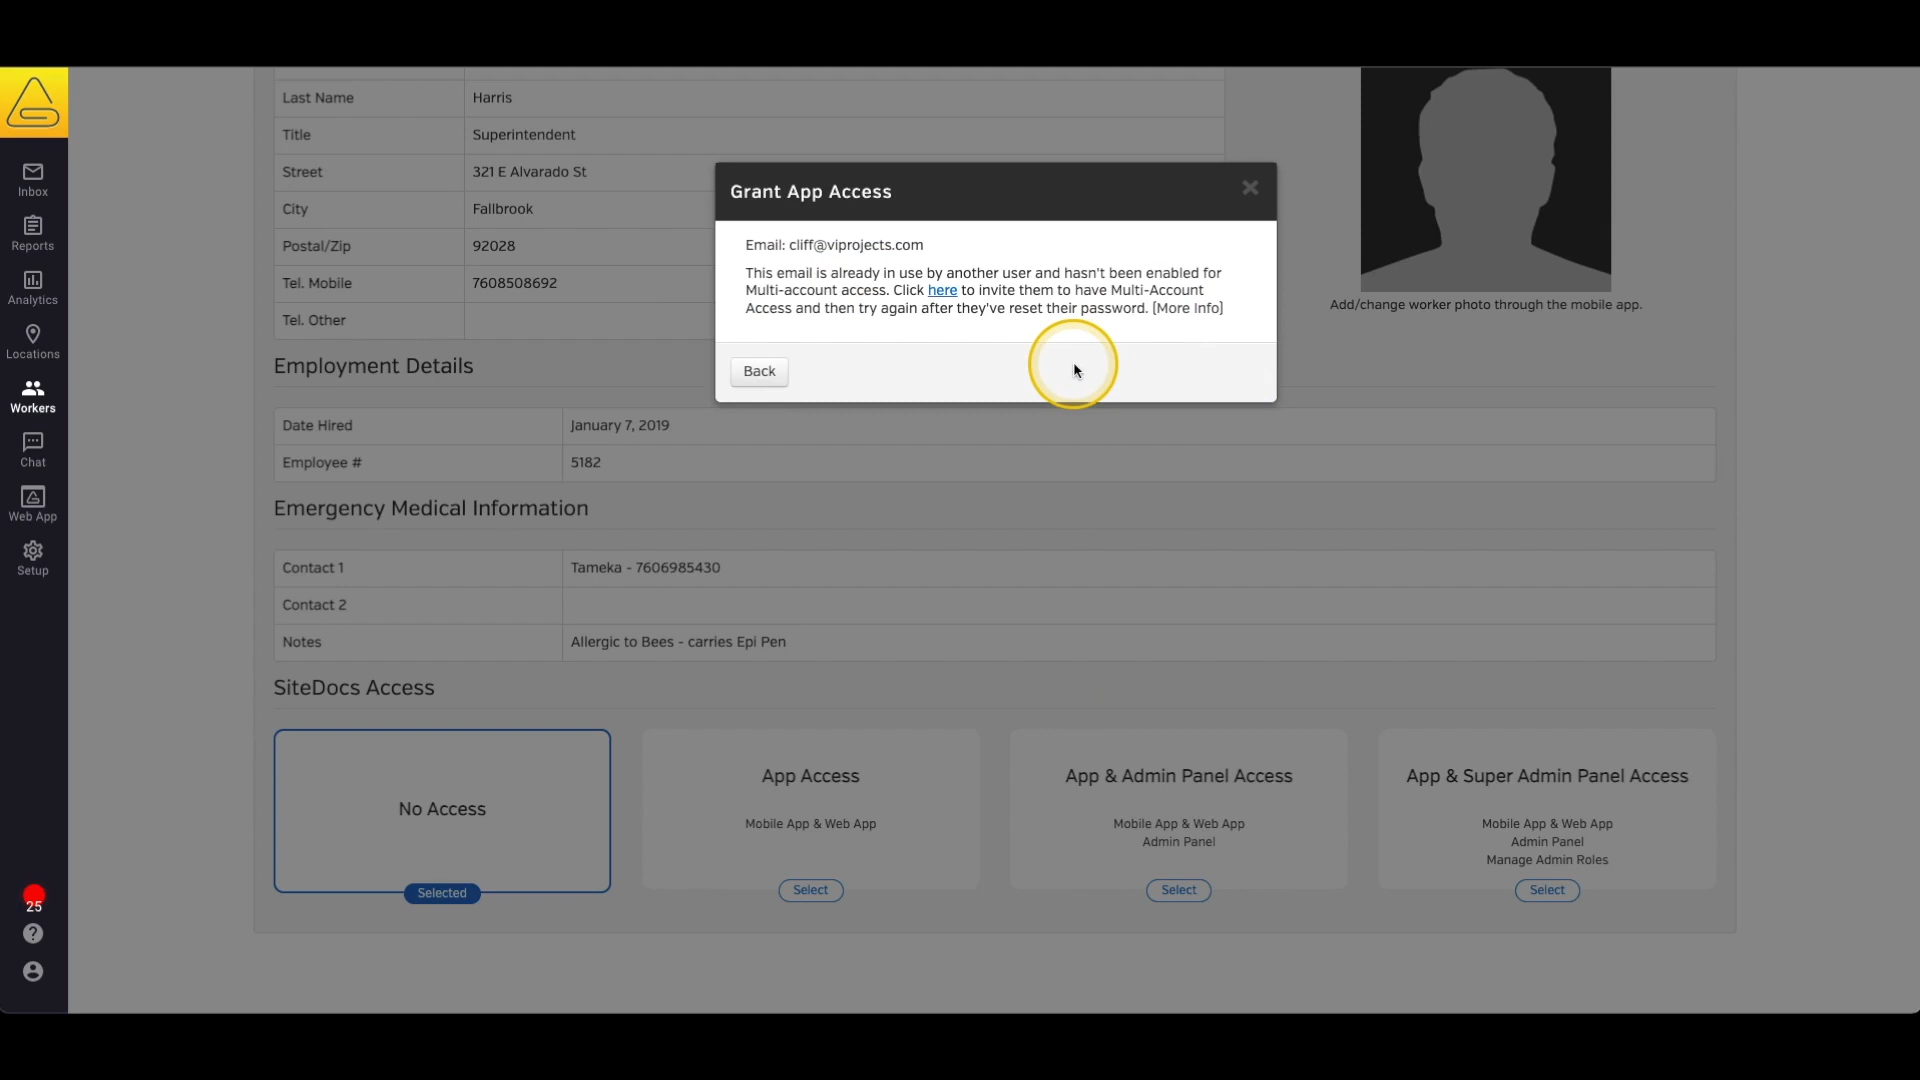 Inbox
Reports
Analytics
Locations
Workers
Chat
Web App
Setup
25
Last Name Harris
Title Superintendent
Street 321 E Alvarado St
City Fallbrook
Postal/Zip 92028
Tel. Mobile 7608508692
Tel. Other
Add/change worker photo through the mobile app.
Grant App Access
Email: cliff@viprojects.com
This email is already in use by another user and hasn't been enabled for
Multi-account access. Click here to invite them to have Multi-Account
Access and then try again after they've reset their password. [More Info]
Back
Employment Details
Date Hired January 7, 2019
Employee # 5182
Emergency Medical Information
Contact 1 Tameka - 7606985430
Contact 2
Notes Allergic to Bees - carries Epi Pen
SiteDocs Access
No Access
Selected
App Access
Mobile App & Web App
Select
App & Admin Panel Access
Mobile App & Web App
Admin Panel
Select
App & Super Admin Panel Access
Mobile App & Web App
Admin Panel
Manage Admin Roles
Select